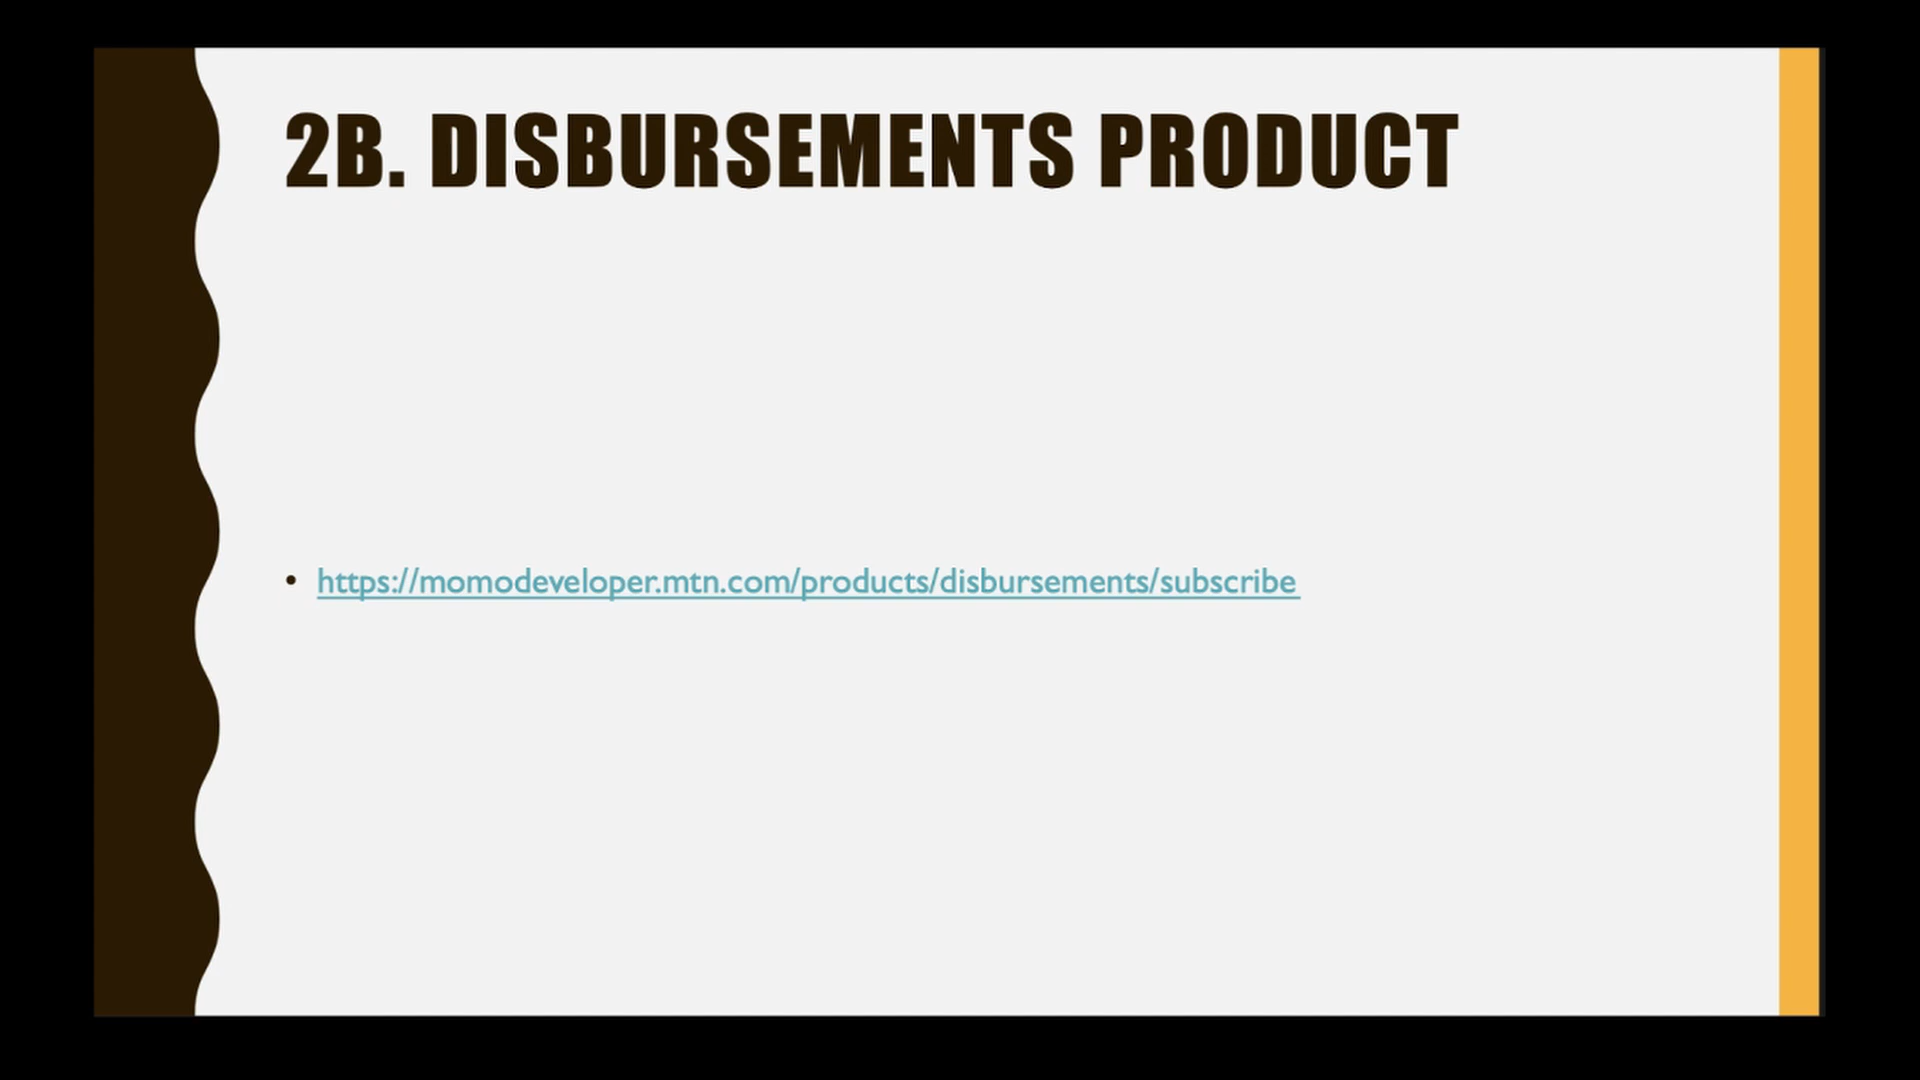 2B. DISBURSEMENTS PRODUCT
• https://momodeveloper.mtn.com/products/disbursements/subscribe